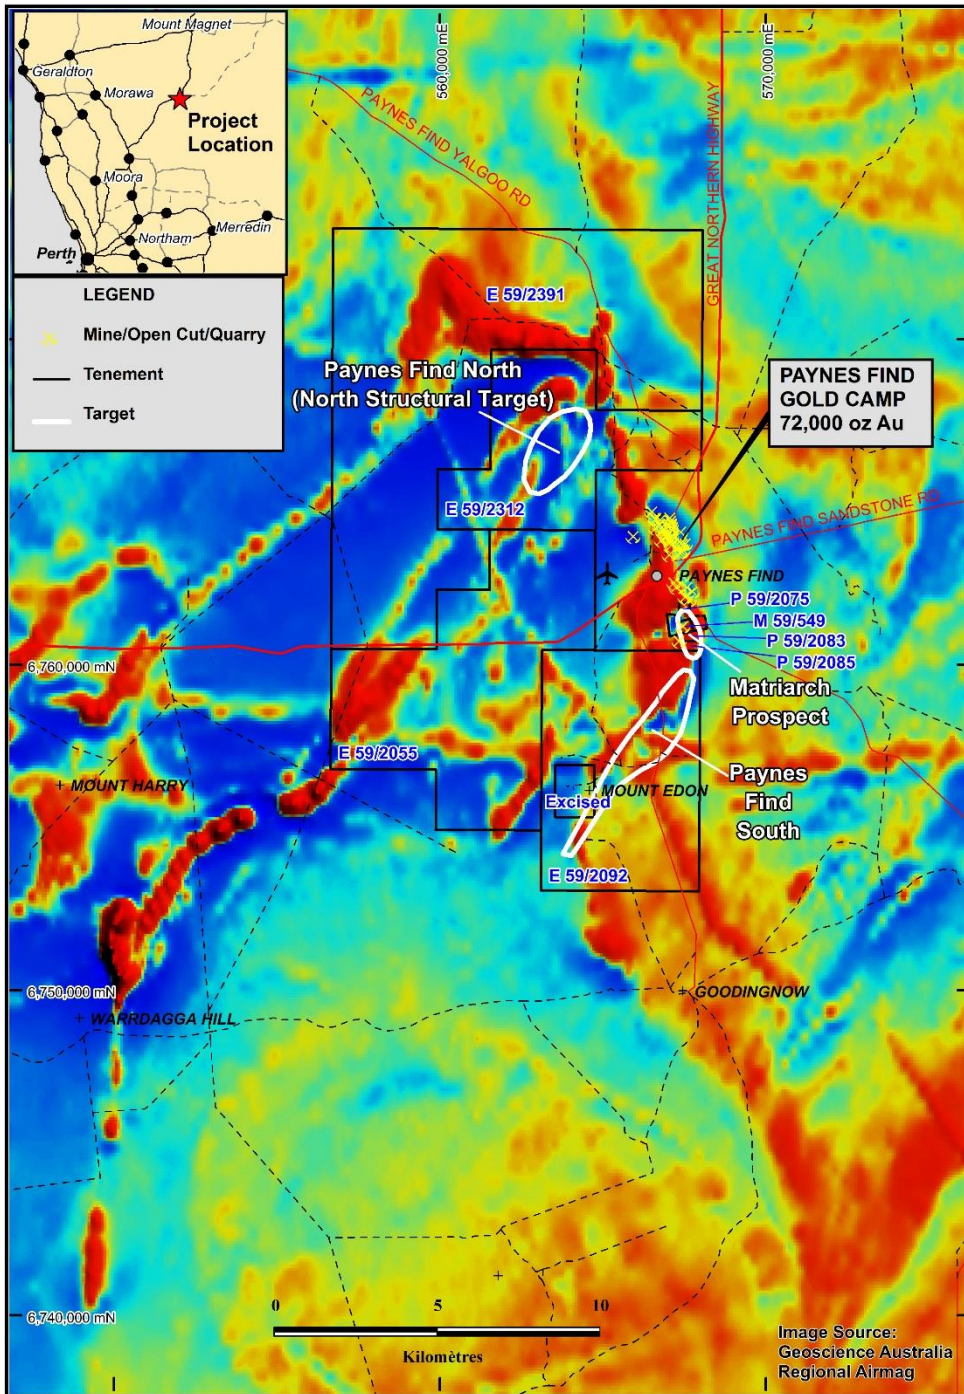 Mount Magnet
Geraldton
Morawa
Project
Location
Moora
Northam
Merredin
Perth
LEGEND
Mine/Open Cut/Quarry
Tenement
Target
560,000 mE
570,000 mE
PAYNES FIND YALGOO RD
GREAT NORTHERN HIGHWAY
E 59/2391
Paynes Find North
(North Structural Target)
PAYNES FIND
GOLD CAMP
72,000 oz Au
E 59/2312
PAYNES FIND SANDSTONE RD
PAYNES FIND
P 59/2075
M 59/549
P 59/2083
P 59/2085
6,760,000 mN
Matriarch
Prospect
E 59/2055
MOUNT HARRY
MOUNT EDON
Excised
Paynes
Find
South
E 59/2092
6,750,000 mN
GOODINGNOW
WARRDAGGA HILL
6,740,000 mN
0 5 10
Kilomètres
Image Source:
Geoscience Australia
Regional Airmag